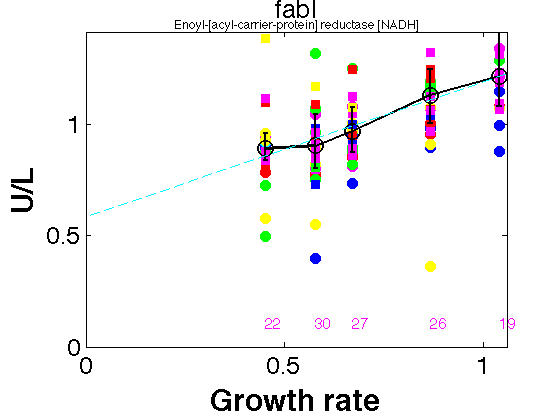 fabI
Enoyl-[acyl-carrier-protein] reductase [NADH]
U/L
1
0.5
0
22
30
27
26
19
0
0.5
1
Growth rate